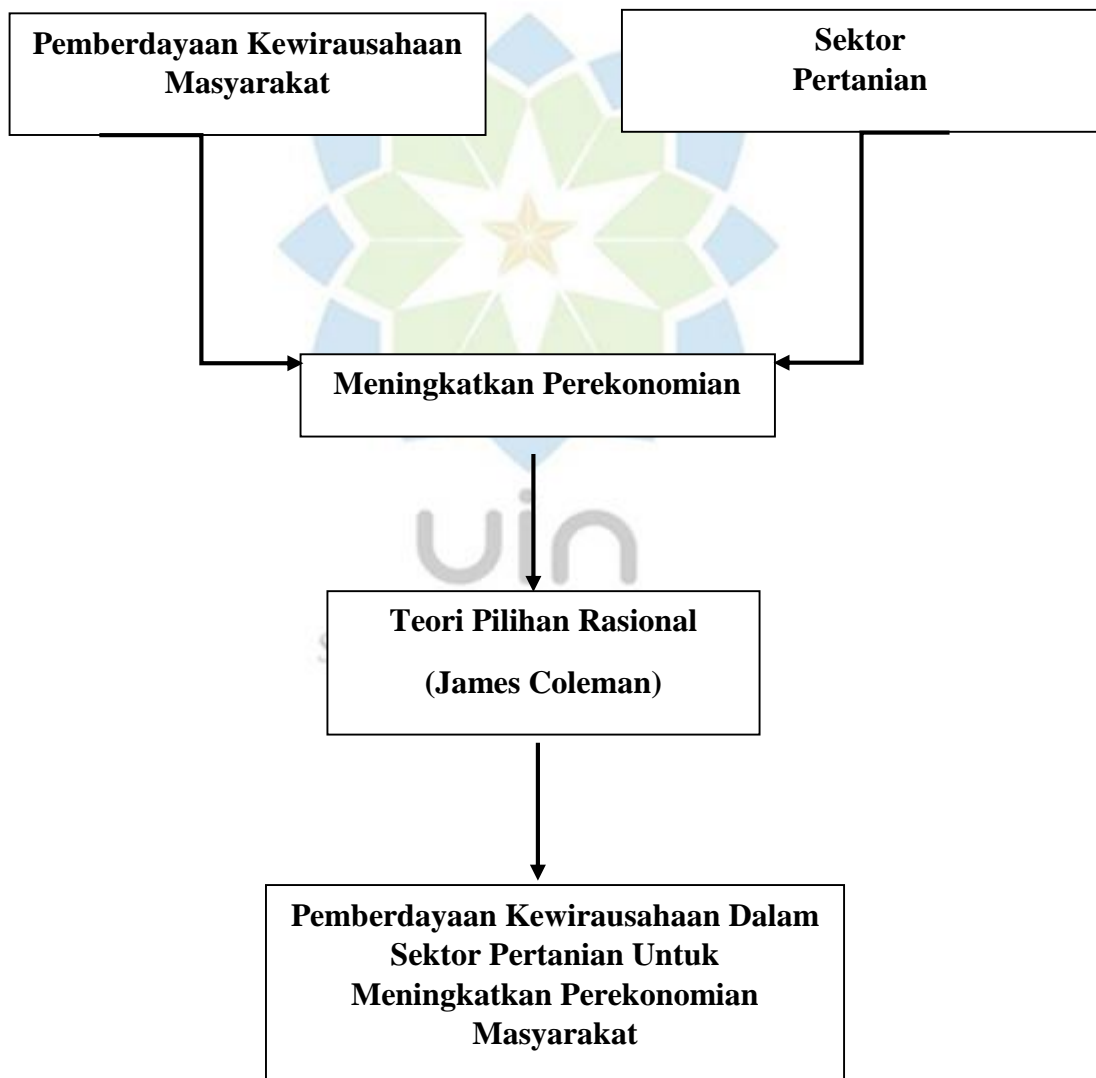 Pemberdayaan Kewirausahaan
Masyarakat
Sektor
Pertanian
Meningkatkan Perekonomian
uin
Teori Pilihan Rasional
(James Coleman)
Pemberdayaan Kewirausahaan Dalam
Sektor Pertanian Untuk
Meningkatkan Perekonomian
Masyarakat